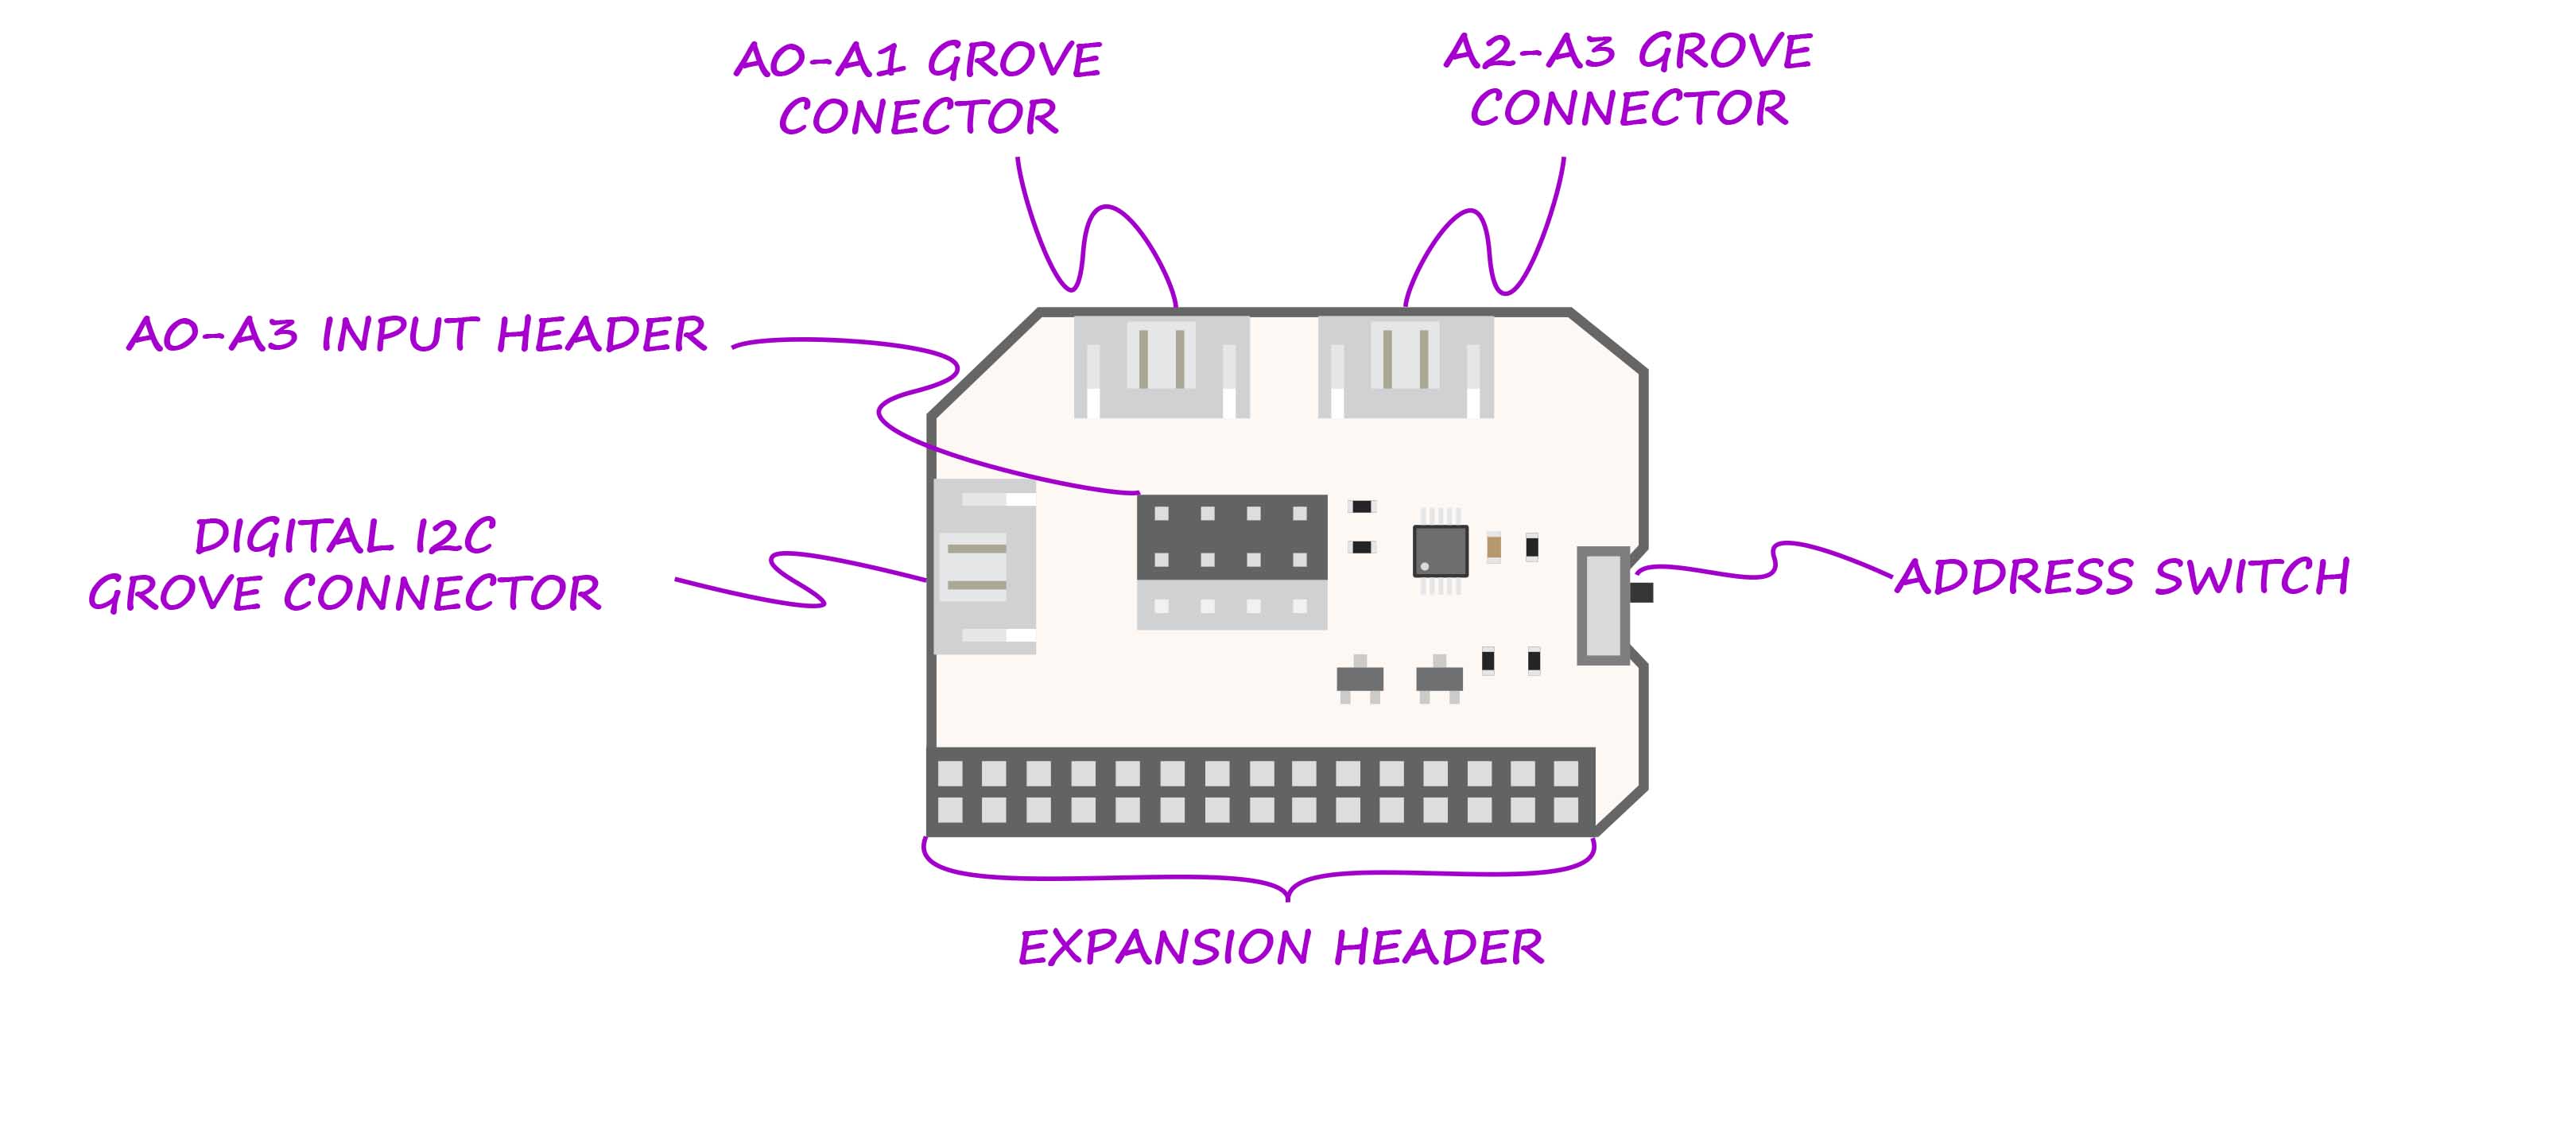 A0-A1 GROVE
CONECTOR
A2-A3 GROVE
CONNECTOR
A0-A3 INPUT HEADER
DIGITAL I2C
GROVE CONNECTOR
ADDRESS SWITCH
EXPANSION HEADER